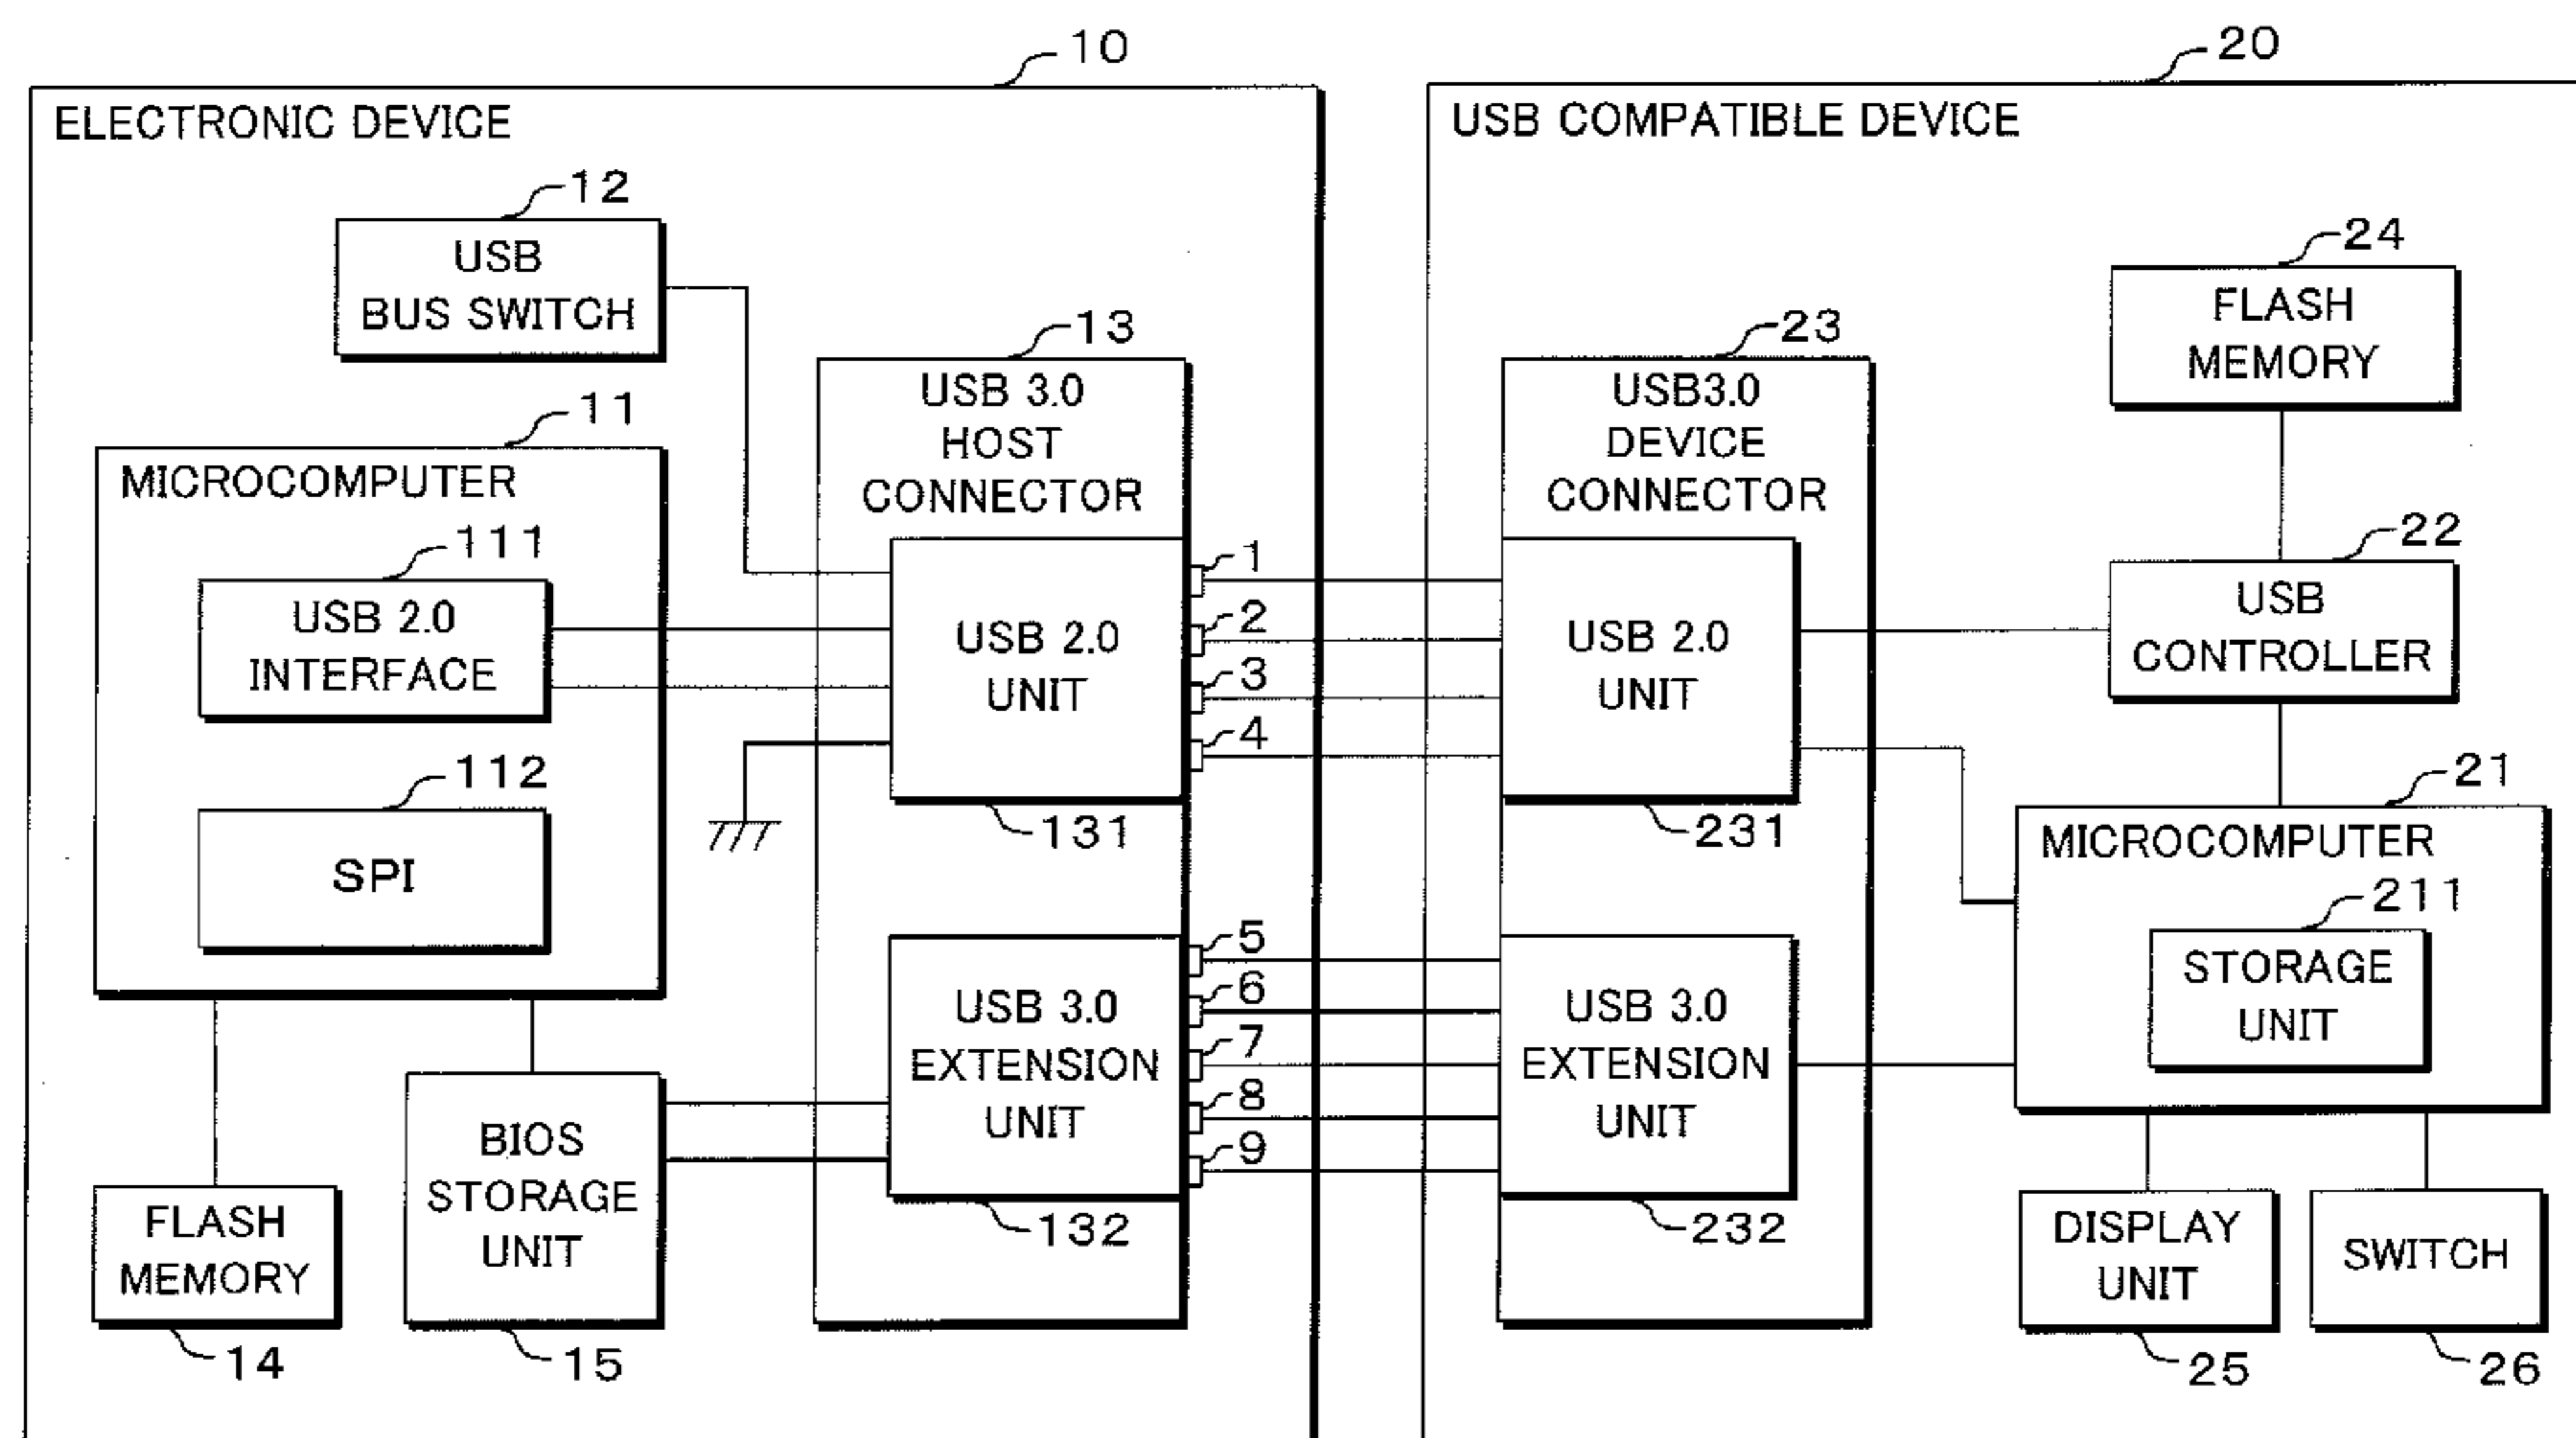 10
20
ELECTRONIC DEVICE
USB COMPATIBLE DEVICE
12
USB
BUS SWITCH
24
FLASH
MEMORY
13
USB 3.0
HOST
CONNECTOR
23
USB3.0
DEVICE
CONNECTOR
11
MICROCOMPUTER
111
USB 2.0
INTERFACE
112
SPI
USB 2.0
UNIT
131
1
2
3
4
USB 2.0
UNIT
231
22
USB
CONTROLLER
21
MICROCOMPUTER
211
STORAGE
UNIT
USB 3.0
EXTENSION
UNIT
132
5
6
7
8
9
USB 3.0
EXTENSION
UNIT
232
FLASH
MEMORY
14
BIOS
STORAGE
UNIT
15
DISPLAY
UNIT
25
SWITCH
26